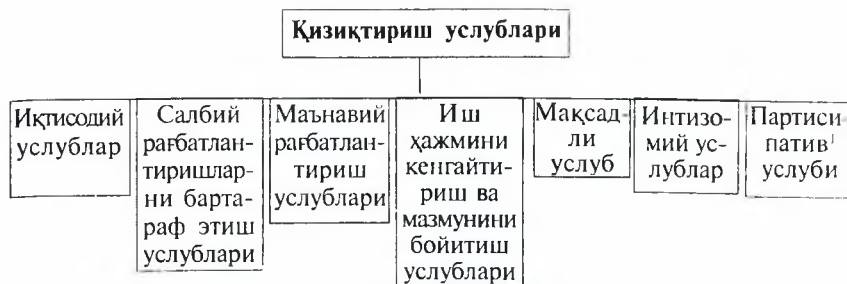 Қизиқтириш услублари
Иқтисодий
услублар
Салбий
рағбатлан-
тиришлар-
ни барта-
раф этиш
услублари
Маънавий
рағбатлан-
тириш
услублари
Иш
ҳажмини
кенгайти-
риш ва
мазмунини
бойитиш
услублари
Мақсад-
ли
услуб
Интизо-
мий ус-
лублар
Партиси-
патив¹
услуби